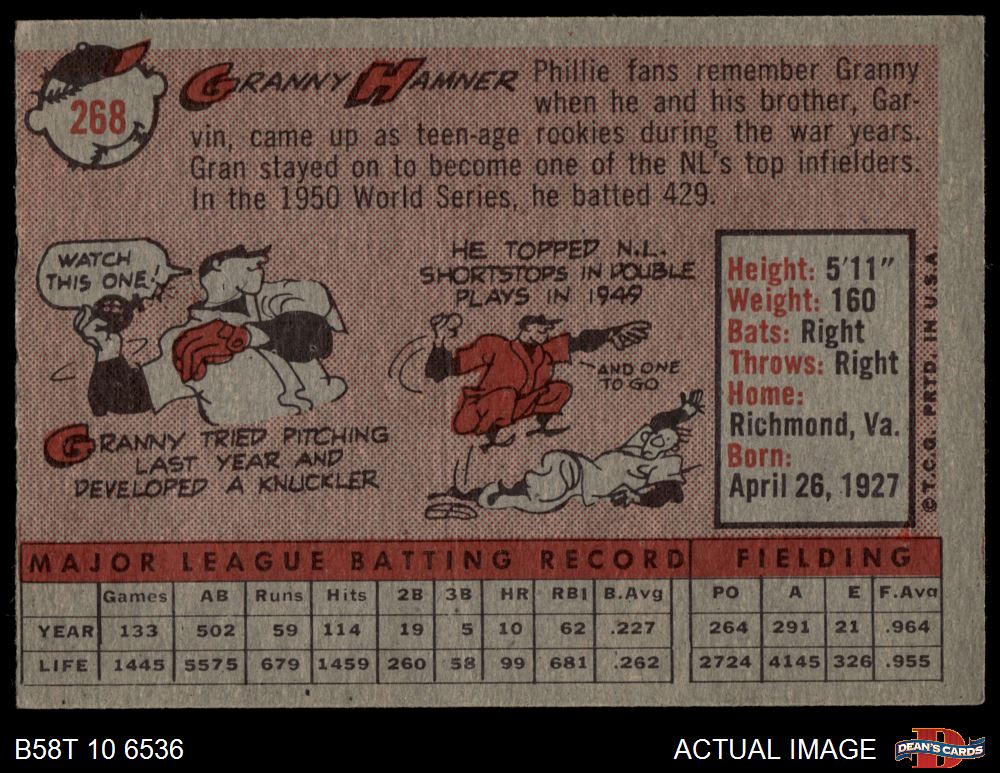 268
GRANNY HAMNER
Phillie fans remember Granny
when he and his brother, Gar-
vin, came up as teen-age rookies during the war years.
Gran stayed on to become one of the NL's top infielders.
In the 1950 World Series, he batted 429.
WATCH
THIS ONE!
GRANNY TRIED PITCHING
LAST YEAR AND
DEVELOPED A KNUCKLER
HE TOPPED N.L.
SHORTSTOPS IN DOUBLE
PLAYS IN 1949
AND ONE
TO GO
Height: 5'11"
Weight: 160
Bats: Right
Throws: Right
Home:
Richmond, Va.
Born:
April 26, 1927
© T.C.G. PRTD. IN U.S.A.
MAJOR LEAGUE BATTING RECORD FIELDING
Games AB Runs Hits 2B 3B HR RBI B.Avg PO A E F.Avg
YEAR 133 502 59 114 19 5 10 62 .227 264 291 21 .964
LIFE 1445 5575 679 1459 260 58 99 681 .262 2724 4145 326 .955
B58T 10 6536
ACTUAL IMAGE
DEAN'S CARDS